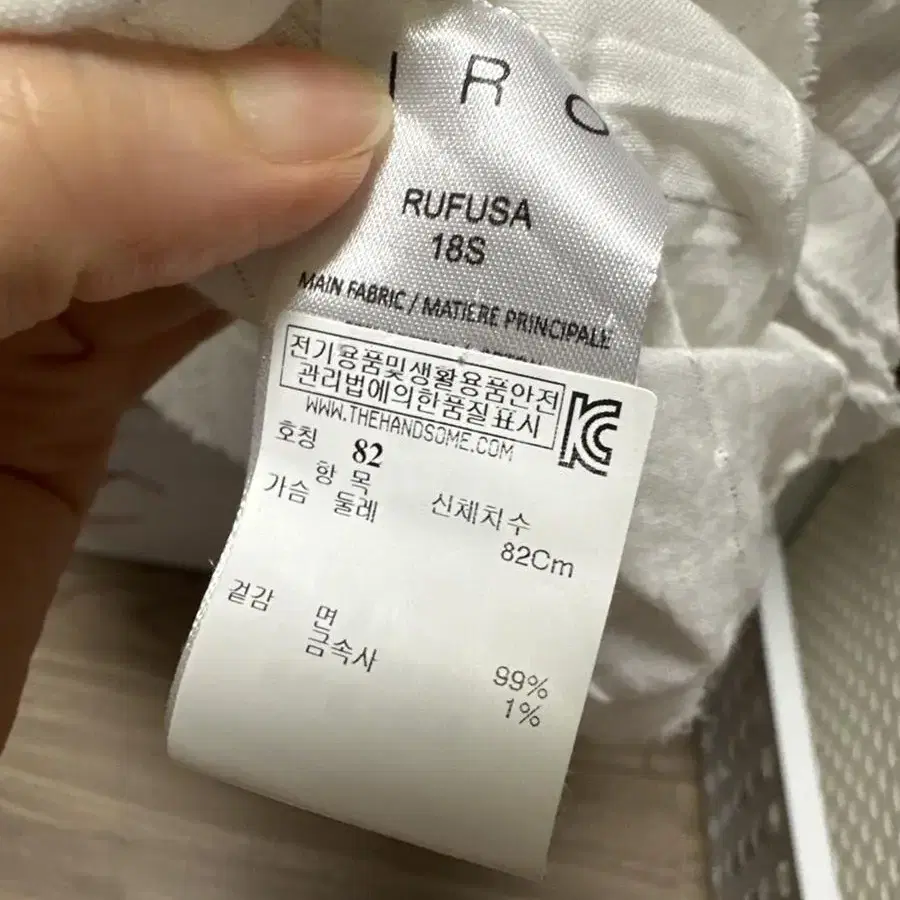 I R O
RUFUSA
18S
MAIN FABRIC / MATIERE PRINCIPALE
전기용품및생활용품안전
관리법에의한품질표시
WWW.THEHANDSOME.COM
호칭 82
항 목 신체치수
가슴 둘레 82Cm
겉감 면 99%
금속사 1%